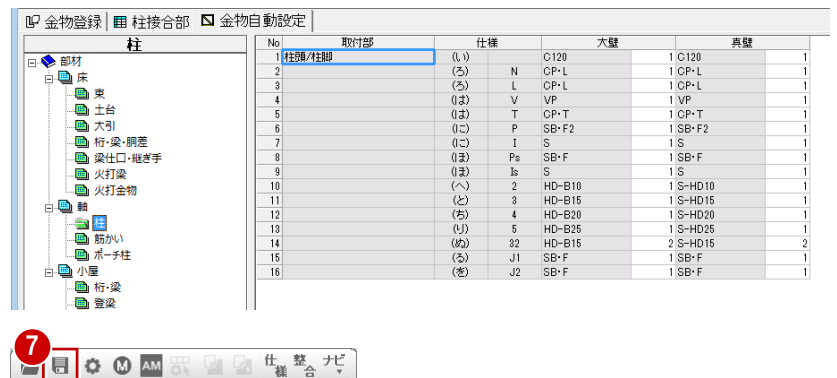 金物登録 柱接合部 金物自動設定
柱
部材
床
束
土台
大引
桁・梁・胴差
梁仕口・継ぎ手
火打梁
火打金物
軸
柱
筋かい
ポーチ柱
小屋
桁・梁
登梁
No 取付部 仕様 大壁 真壁
1 柱頭/柱脚 (い) C120 1 C120 1
2 (ろ) N CP・L 1 CP・L 1
3 (ろ) L CP・L 1 CP・L 1
4 (は) V VP 1 VP 1
5 (は) T CP・T 1 CP・T 1
6 (に) P SB・F2 1 SB・F2 1
7 (に) I S 1 S 1
8 (ほ) Ps SB・F 1 SB・F 1
9 (ほ) Is S 1 S 1
10 (へ) 2 HD-B10 1 S-HD10 1
11 (と) 3 HD-B15 1 S-HD15 1
12 (ち) 4 HD-B20 1 S-HD20 1
13 (り) 5 HD-B25 1 S-HD25 1
14 (ぬ) 32 HD-B15 2 S-HD15 2
15 (る) J1 SB・F 1 SB・F 1
16 (を) J2 SB・F 1 SB・F 1
7
M AM 仕様 整合 ナビ